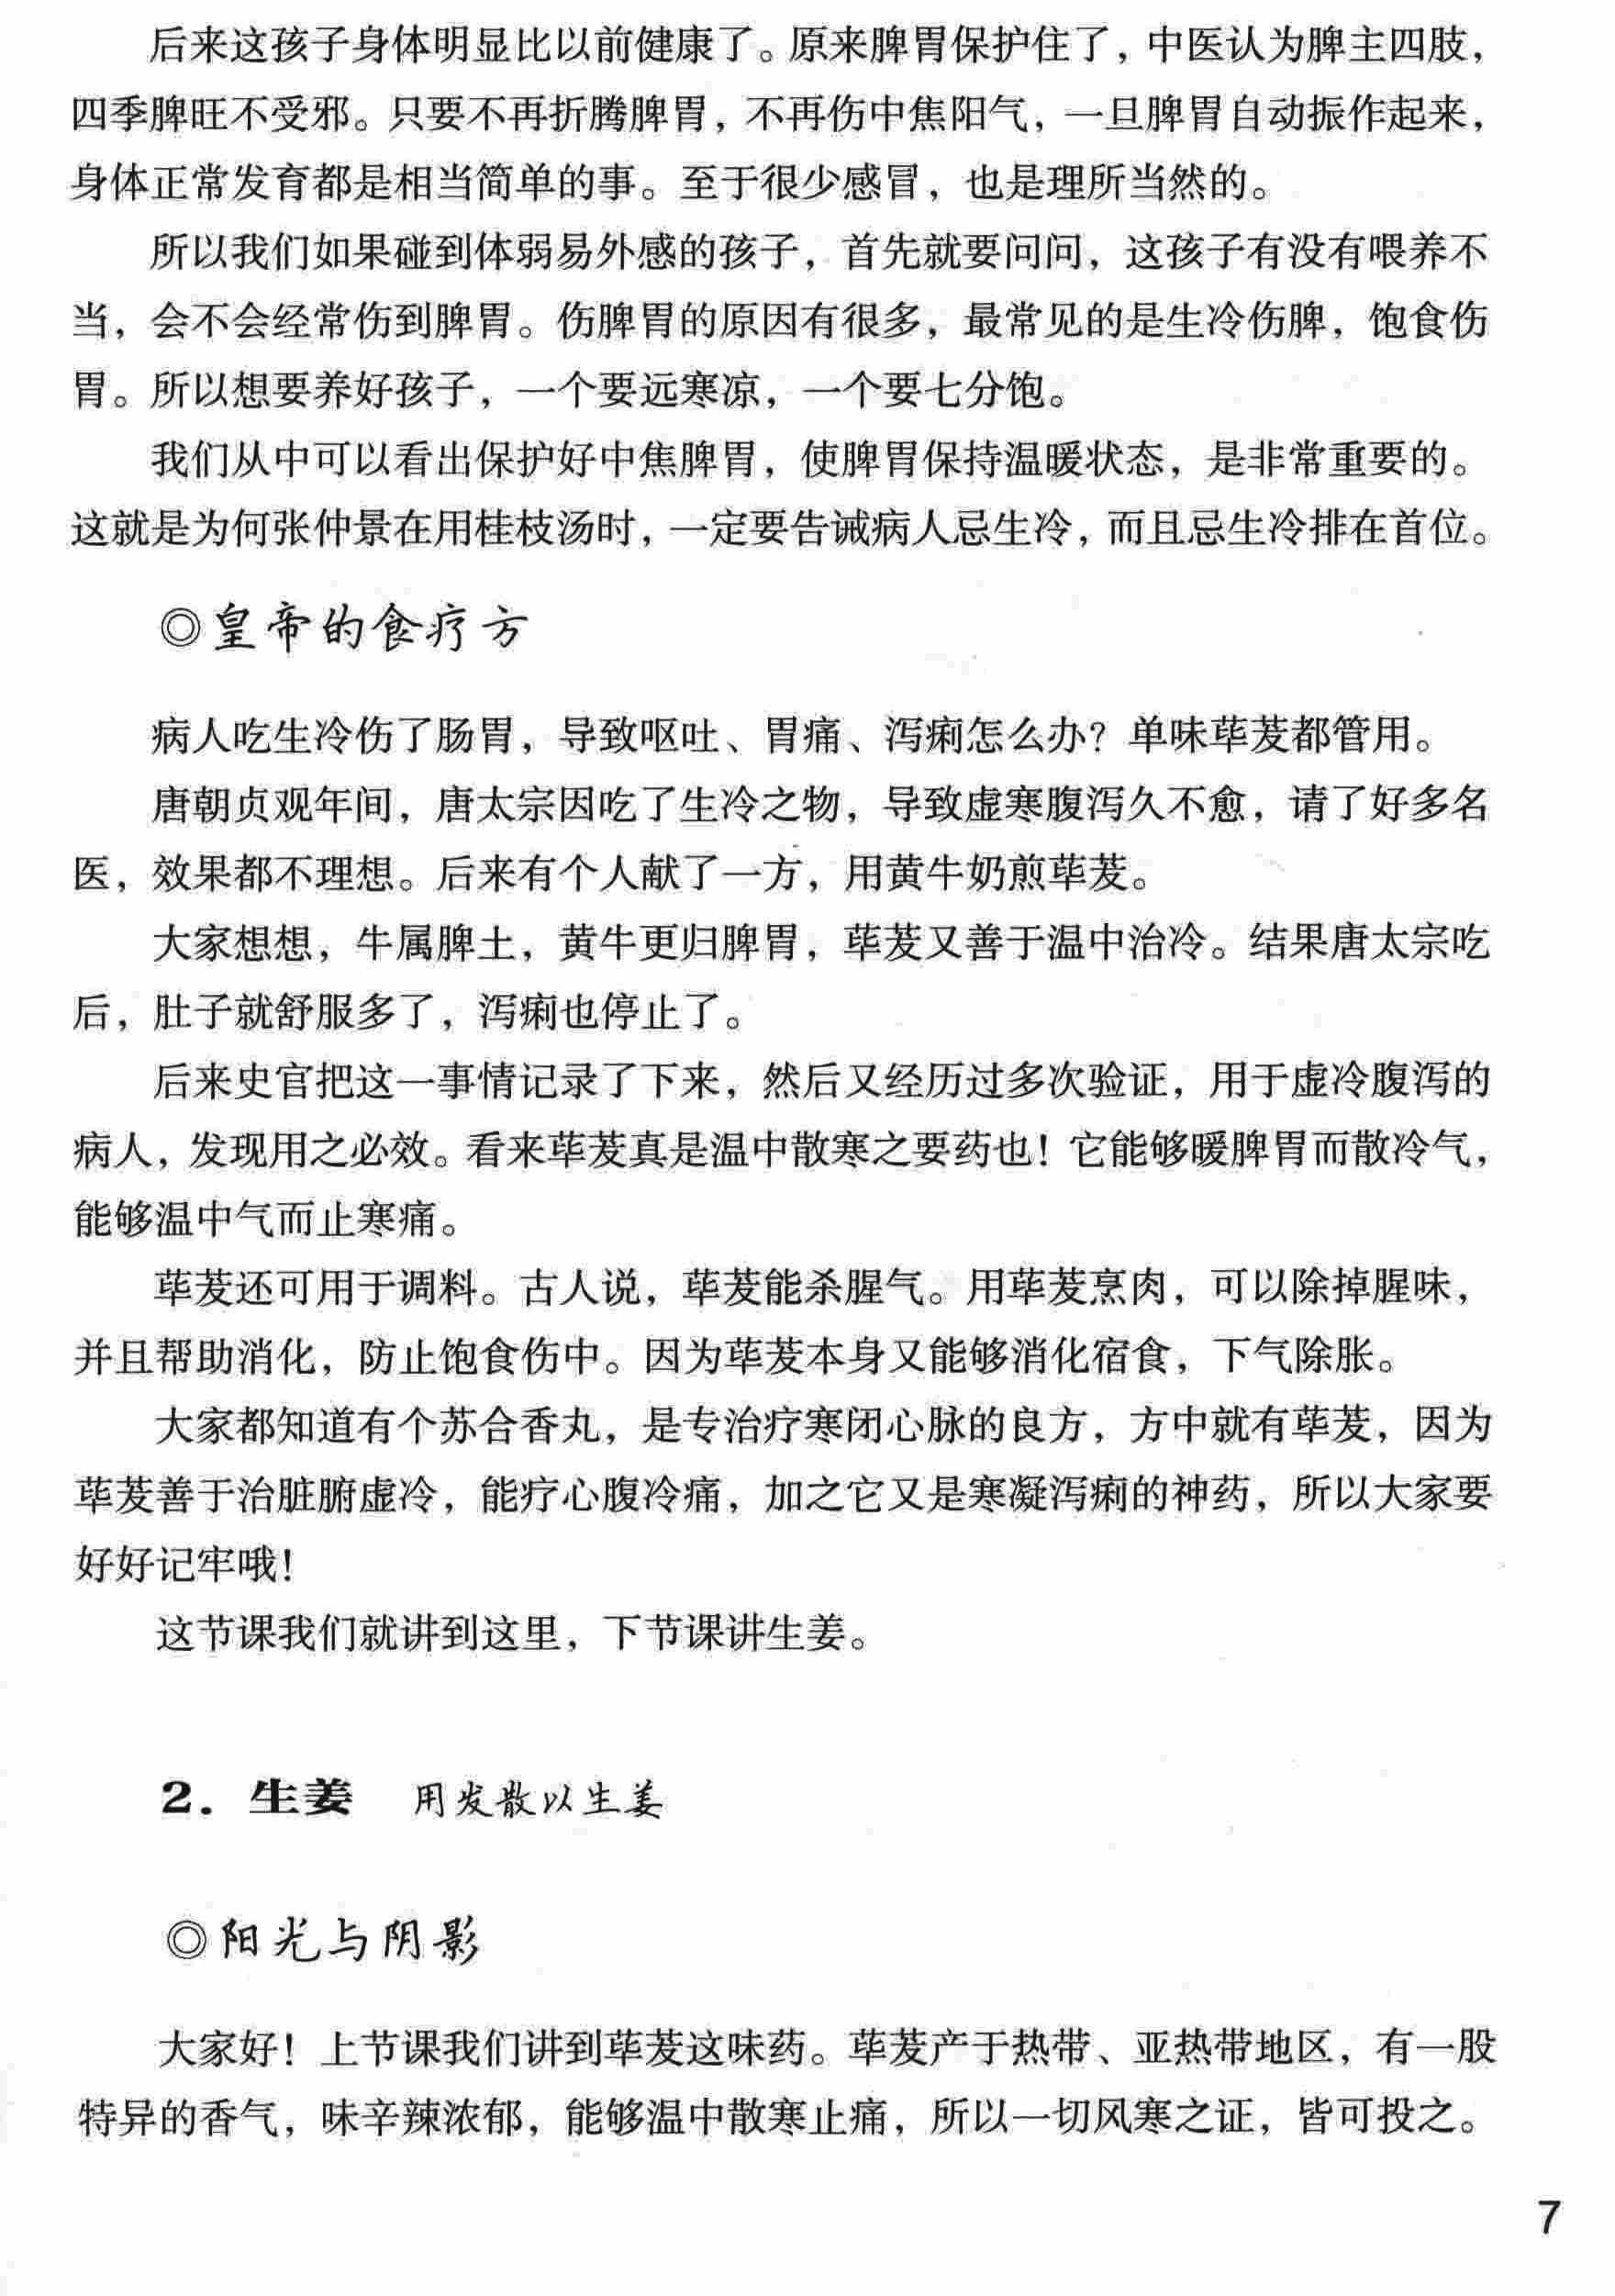 后来这孩子身体明显比以前健康了。原来脾胃保护住了，中医认为脾主四肢，
四季脾旺不受邪。只要不再折腾脾胃，不再伤中焦阳气，一旦脾胃自动振作起来，
身体正常发育都是相当简单的事。至于很少感冒，也是理所当然的。
所以我们如果碰到体弱易外感的孩子，首先就要问问，这孩子有没有喂养不
当，会不会经常伤到脾胃。伤脾胃的原因有很多，最常见的是生冷伤脾，饱食伤
胃。所以想要养好孩子，一个要远寒凉，一个要七分饱。
我们从中可以看出保护好中焦脾胃，使脾胃保持温暖状态，是非常重要的。
这就是为何张仲景在用桂枝汤时，一定要告诫病人忌生冷，而且忌生冷排在首位。
◎皇帝的食疗方
病人吃生冷伤了肠胃，导致呕吐、胃痛、泻痢怎么办？单味荜茇都管用。
唐朝贞观年间，唐太宗因吃了生冷之物，导致虚寒腹泻久不愈，请了好多名
医，效果都不理想。后来有个人献了一方，用黄牛奶煎荜茇。
大家想想，牛属脾土，黄牛更归脾胃，荜茇又善于温中治冷。结果唐太宗吃
后，肚子就舒服多了，泻痢也停止了。
后来史官把这一事情记录了下来，然后又经历过多次验证，用于虚冷腹泻的
病人，发现用之必效。看来荜茇真是温中散寒之要药也！它能够暖脾胃而散冷气，
能够温中气而止寒痛。
荜茇还可用于调料。古人说，荜茇能杀腥气。用荜茇烹肉，可以除掉腥味，
并且帮助消化，防止饱食伤中。因为荜茇本身又能够消化宿食，下气除胀。
大家都知道有个苏合香丸，是专治疗寒闭心脉的良方，方中就有荜茇，因为
荜茇善于治脏腑虚冷，能疗心腹冷痛，加之它又是寒凝泻痢的神药，所以大家要
好好记牢哦！
这节课我们就讲到这里，下节课讲生姜。
2．生姜 用发散以生姜
◎阳光与阴影
大家好！上节课我们讲到荜茇这味药。荜茇产于热带、亚热带地区，有一股
特异的香气，味辛辣浓郁，能够温中散寒止痛，所以一切风寒之证，皆可投之。
7